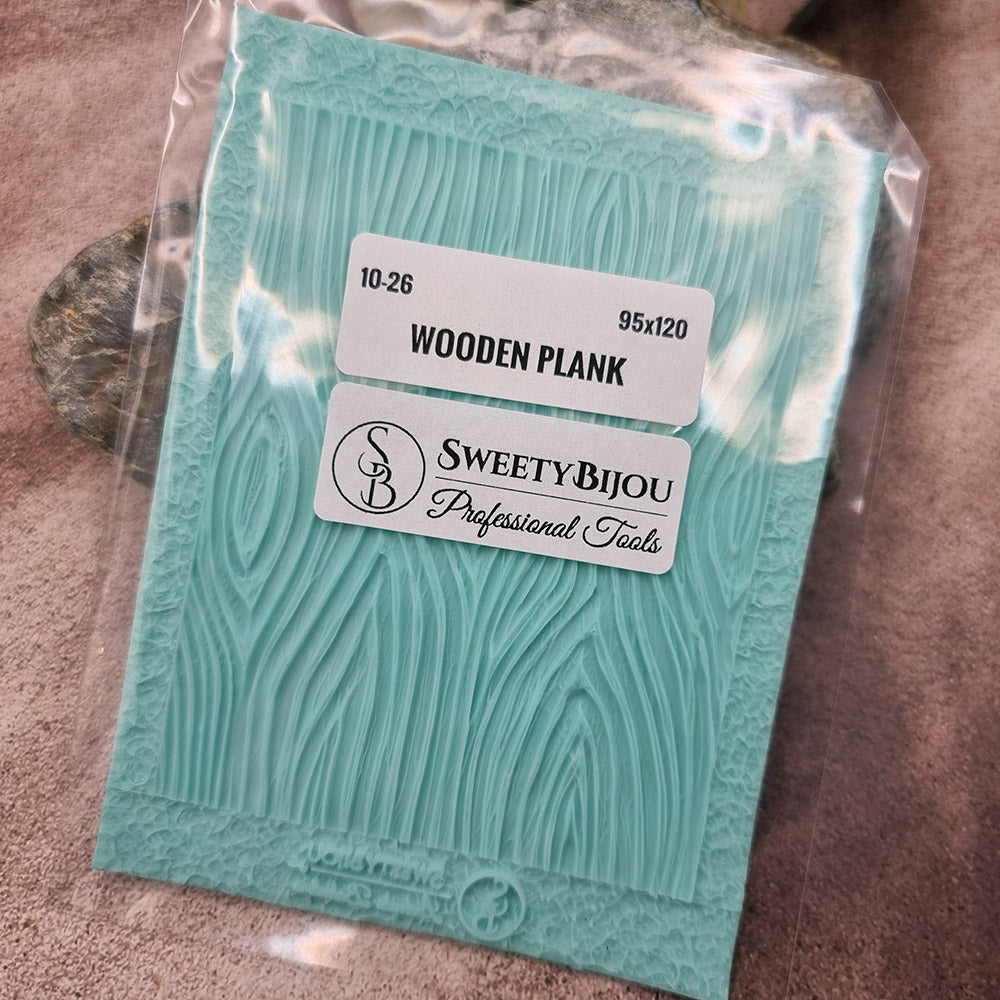 10-26
95x120
WOODEN PLANK
SB
SWEETYBIJOU
Professional Tools